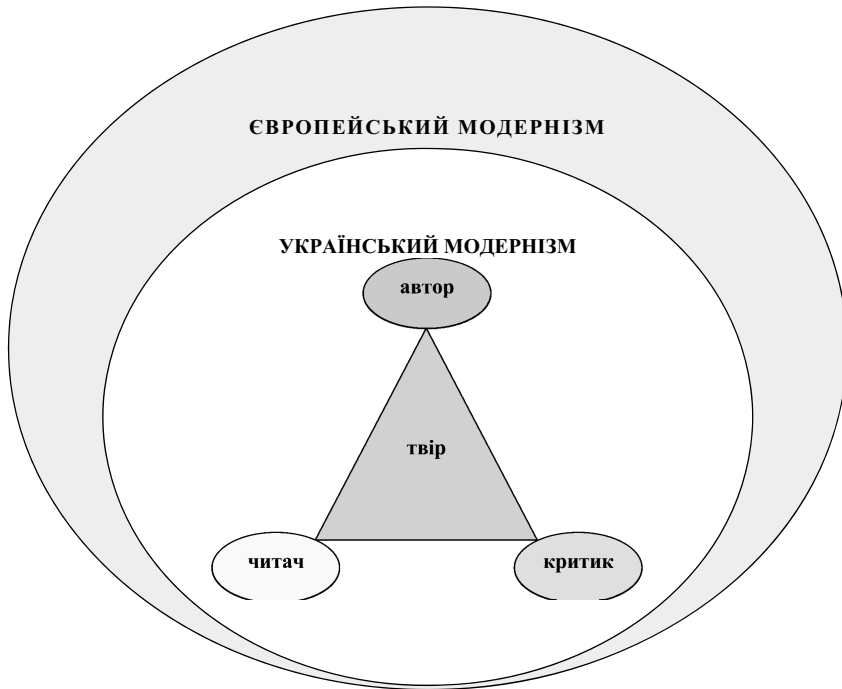 ЄВРОПЕЙСЬКИЙ МОДЕРНІЗМ
УКРАЇНСЬКИЙ МОДЕРНІЗМ
автор
твір
читач
критик